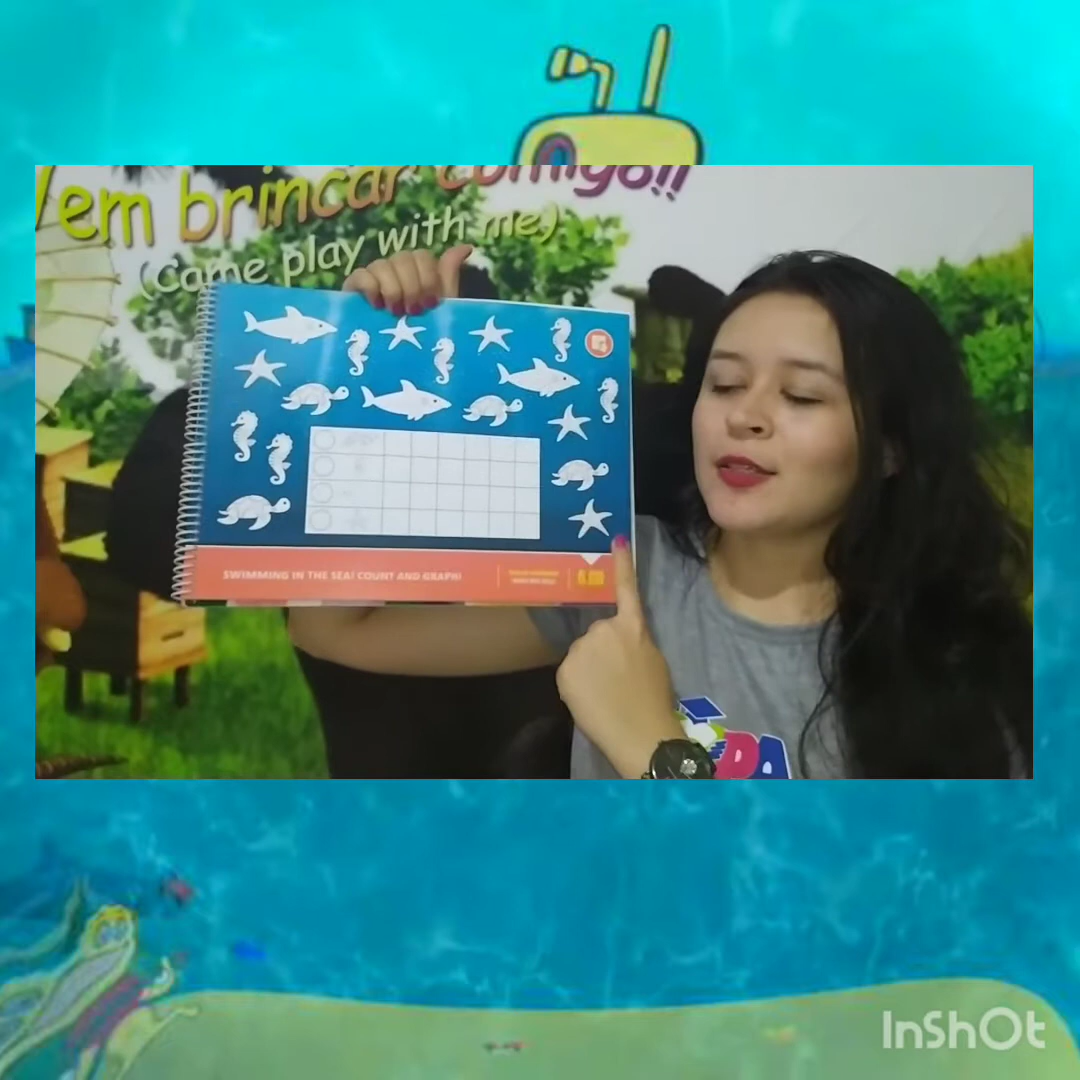 Vem brincar comigo!!
(Come play with me)
SWIMMING IN THE SEA! COUNT AND GRAPH!
InShOt